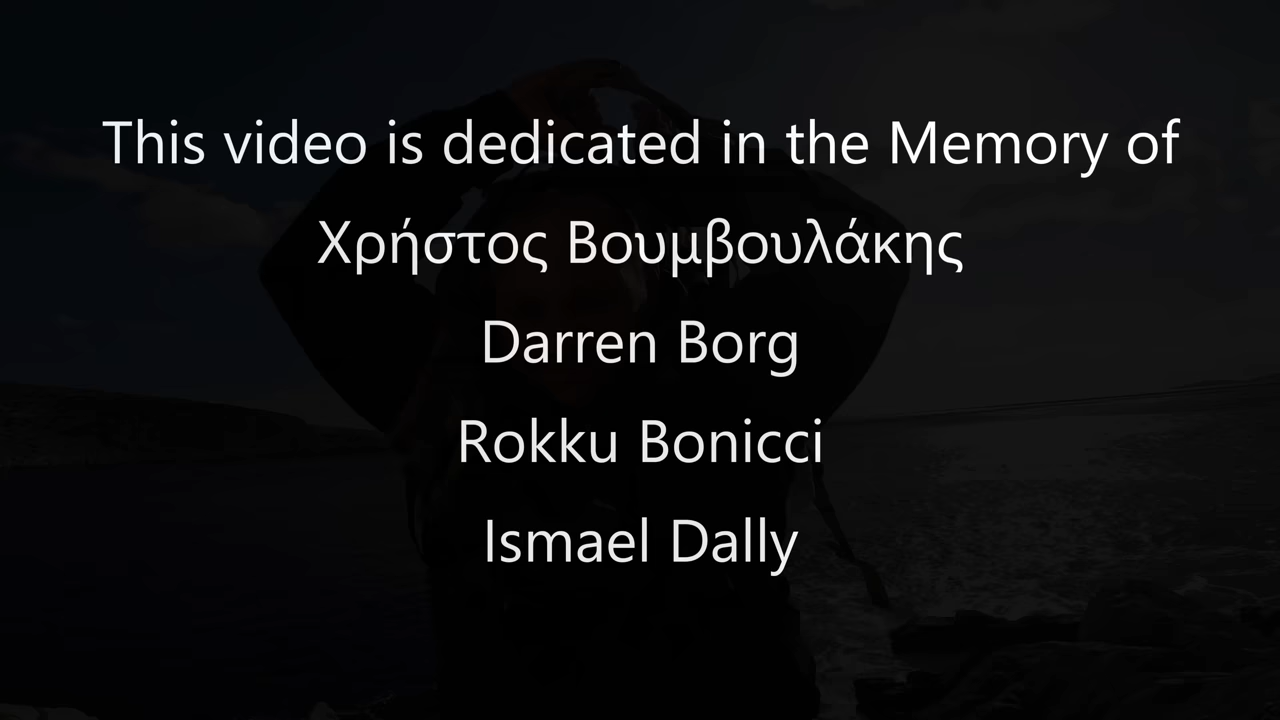 This video is dedicated in the Memory of
Χρήστος Βουμβουλάκης
Darren Borg
Rokku Bonicci
Ismael Dally